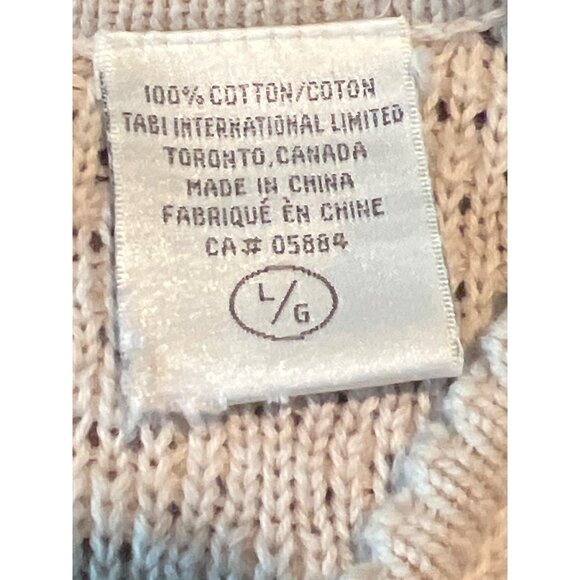 100% COTTON/COTON
TABI INTERNATIONAL LIMITED
TORONTO, CANADA
MADE IN CHINA
FABRIQUÉ ÈN CHINE
CA# 05884
L/G